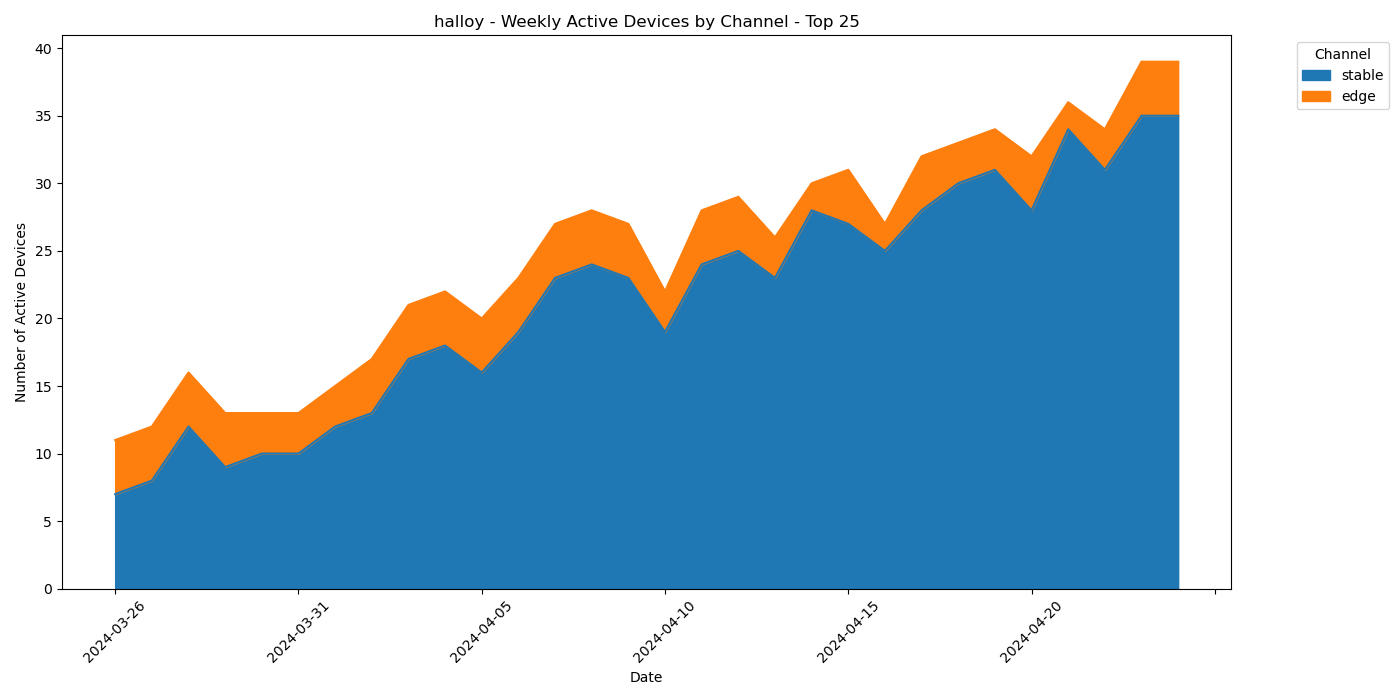 halloy - Weekly Active Devices by Channel - Top 25
Number of Active Devices
40
35
30
25
20
15
10
5
0
2024-03-26
2024-03-31
2024-04-05
2024-04-10
2024-04-15
2024-04-20
Date
Channel
stable
edge